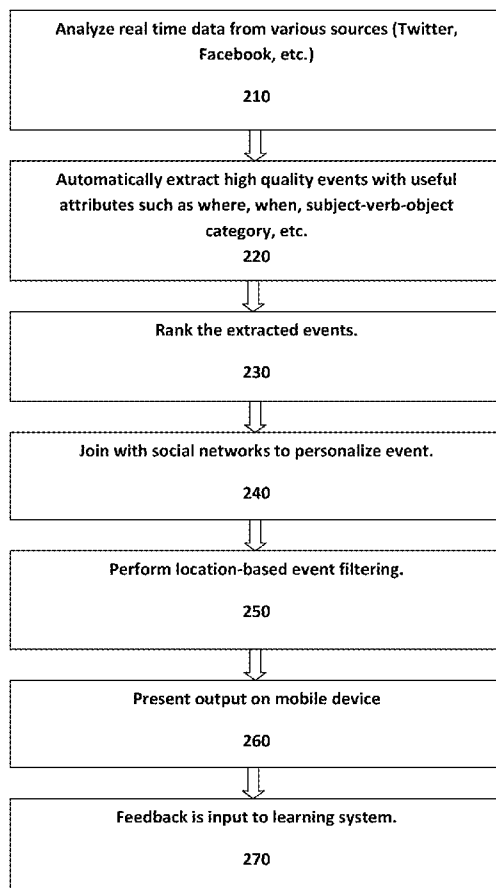 Analyze real time data from various sources (Twitter,
Facebook, etc.)
210
Automatically extract high quality events with useful
attributes such as where, when, subject-verb-object
category, etc.
220
Rank the extracted events.
230
Join with social networks to personalize event.
240
Perform location-based event filtering.
250
Present output on mobile device
260
Feedback is input to learning system.
270